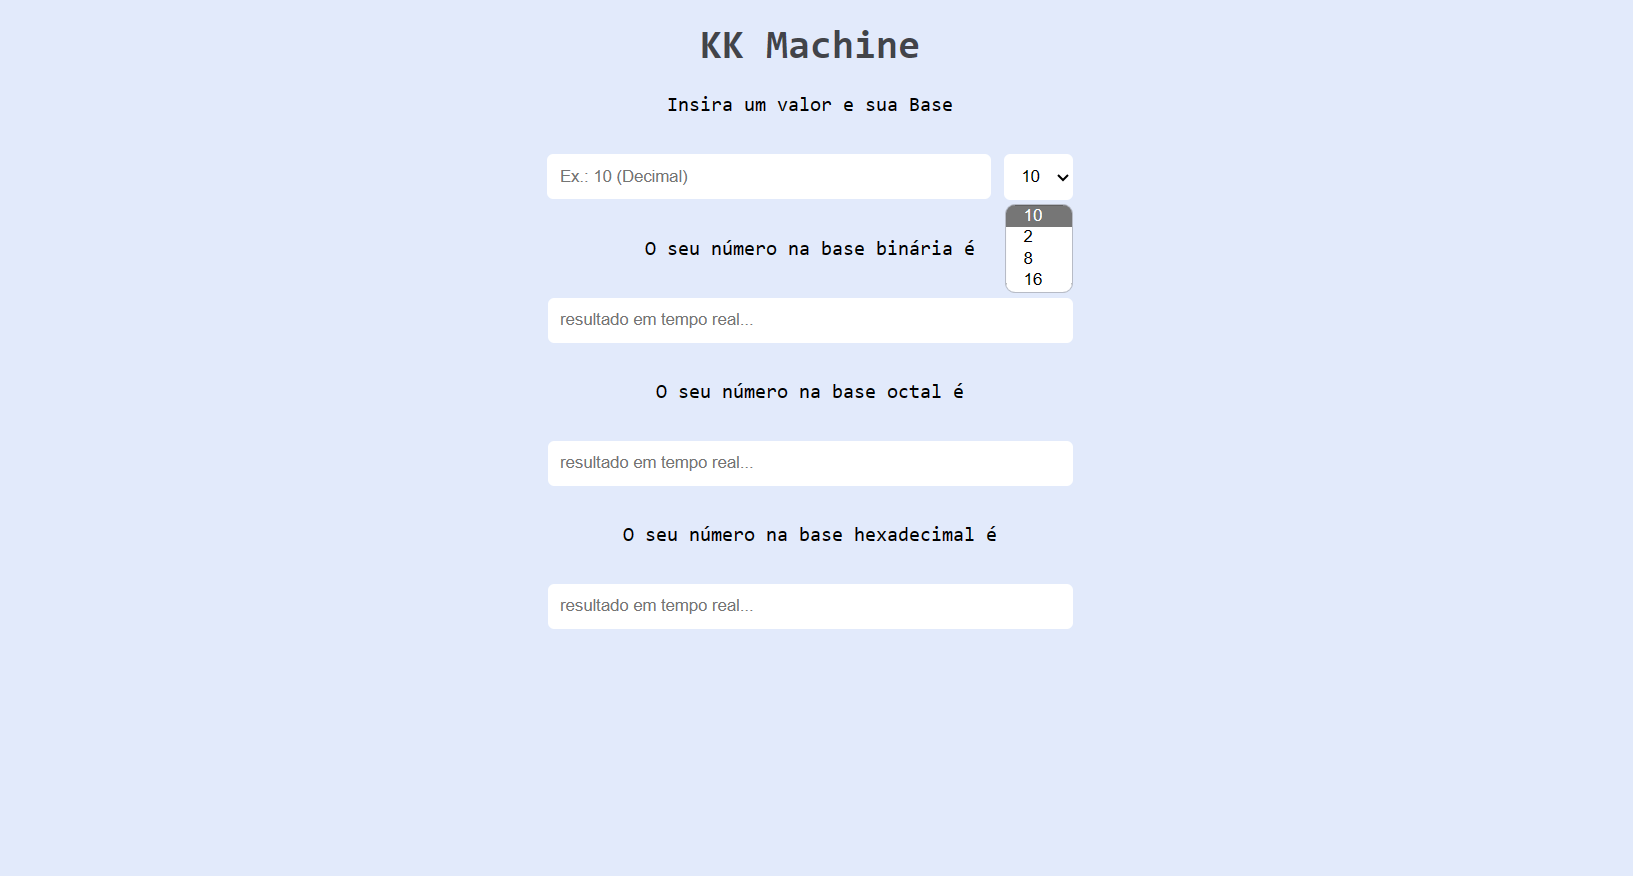 KK Machine
Insira um valor e sua Base
Ex.: 10 (Decimal)
10
10
2
8
16
O seu número na base binária é
resultado em tempo real...
O seu número na base octal é
resultado em tempo real...
O seu número na base hexadecimal é
resultado em tempo real...